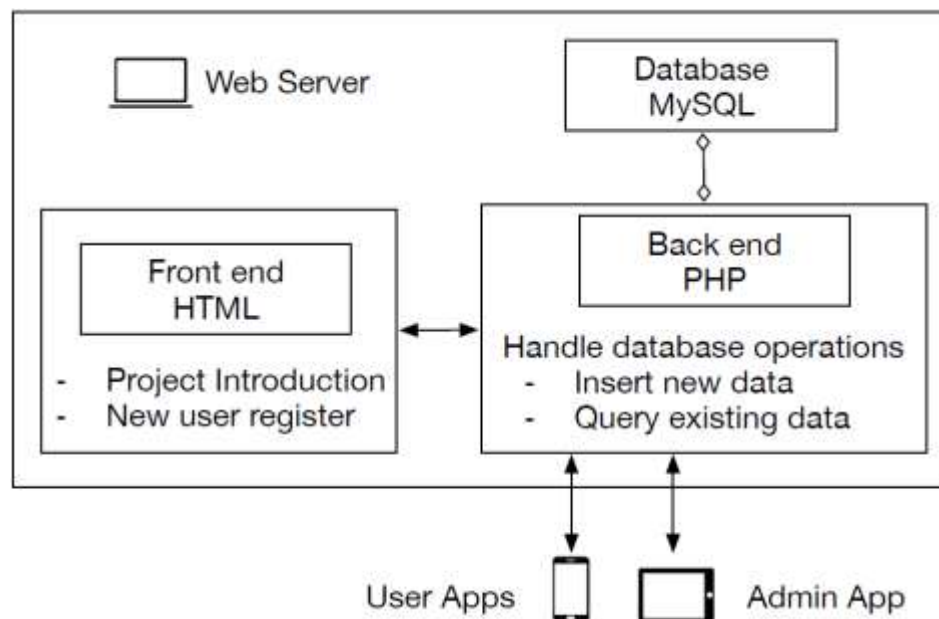 Web Server
Database
MySQL
Front end
HTML
- Project Introduction
- New user register
Back end
PHP
Handle database operations
- Insert new data
- Query existing data
User Apps
Admin App